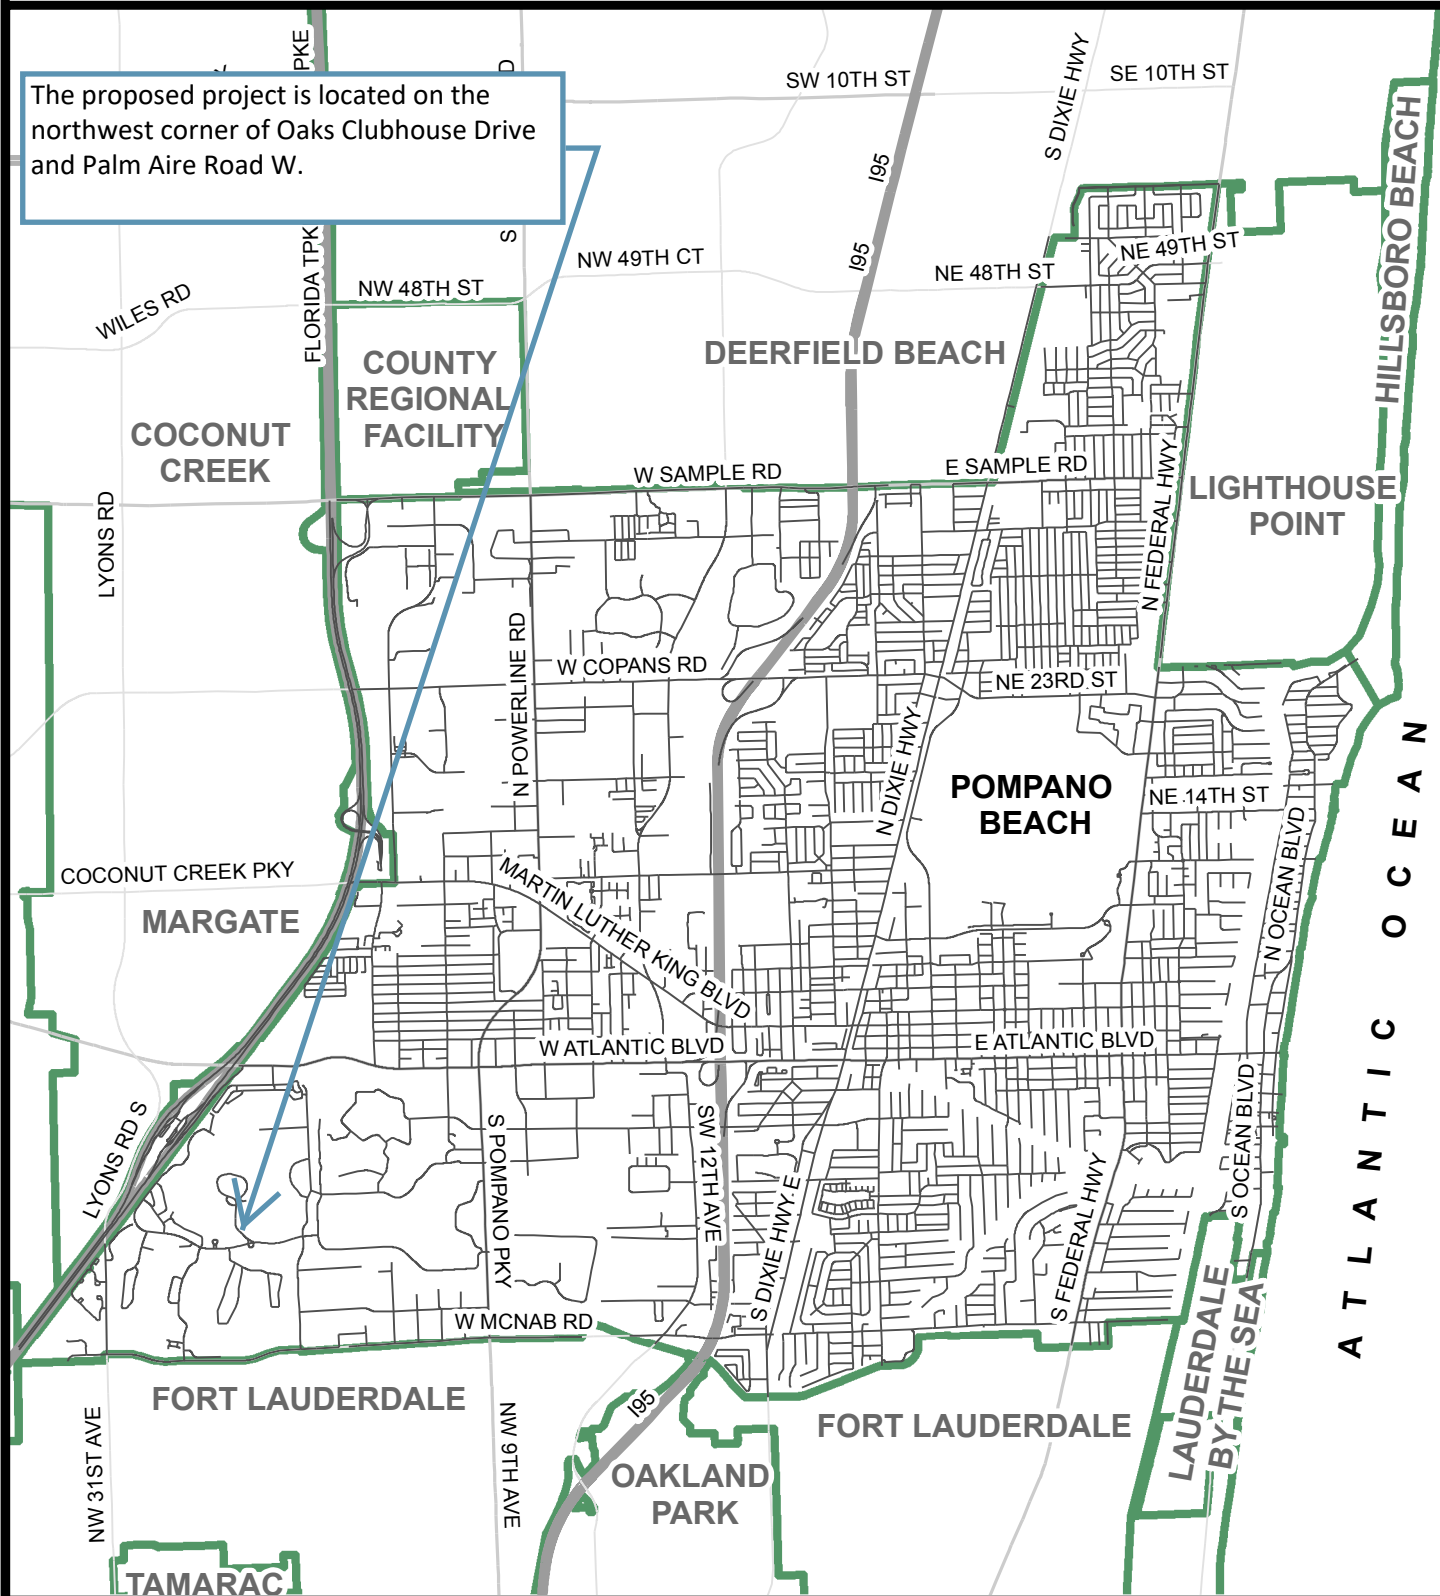 PKE
D
SW 10TH ST
SE 10TH ST
S DIXIE HWY
The proposed project is located on the
northwest corner of Oaks Clubhouse Drive
and Palm Aire Road W.
I95
HILLSBORO BEACH
FLORIDA TPK
S
NW 49TH CT
I95
NE 49TH ST
NE 48TH ST
NW 48TH ST
WILES RD
DEERFIELD BEACH
COUNTY
REGIONAL
FACILITY
COCONUT
CREEK
W SAMPLE RD
E SAMPLE RD
LYONS RD
N FEDERAL HWY
LIGHTHOUSE
POINT
N POWERLINE RD
W COPANS RD
NE 23RD ST
N DIXIE HWY
POMPANO
BEACH
NE 14TH ST
N OCEAN BLVD
ATLANTIC OCEAN
COCONUT CREEK PKY
MARGATE
MARTIN LUTHER KING BLVD
W ATLANTIC BLVD
E ATLANTIC BLVD
LYONS RD S
S POMPANO PKY
SW 12TH AVE
S DIXIE HWY E
S FEDERAL HWY
S OCEAN BLVD
W MCNAB RD
FORT LAUDERDALE
I95
FORT LAUDERDALE
LAUDERDALE
BY THE SEA
NW 31ST AVE
NW 9TH AVE
OAKLAND
PARK
TAMARAC